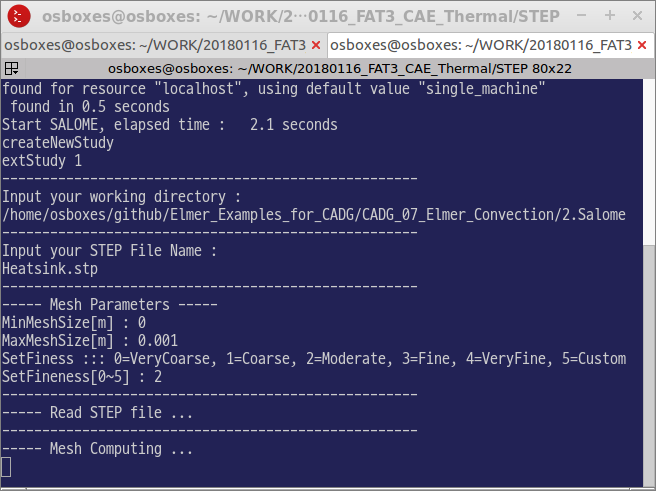 osboxes@osboxes: ~/WORK/2···0116_FAT3_CAE_Thermal/STEP
osboxes@osboxes: ~/WORK/20180116_FAT3
osboxes@osboxes: ~/WORK/20180116_FAT3
osboxes@osboxes: ~/WORK/20180116_FAT3_CAE_Thermal/STEP 80x22
found for resource "localhost", using default value "single_machine"
found in 0.5 seconds
Start SALOME, elapsed time :   2.1 seconds
createNewStudy
extStudy 1
----------------------------------------------------
Input your working directory :
/home/osboxes/github/Elmer_Examples_for_CADG/CADG_07_Elmer_Convection/2.Salome
----------------------------------------------------
Input your STEP File Name :
Heatsink.stp
----------------------------------------------------
----- Mesh Parameters -----
MinMeshSize[m] : 0
MaxMeshSize[m] : 0.001
SetFiness ::: 0=VeryCoarse, 1=Coarse, 2=Moderate, 3=Fine, 4=VeryFine, 5=Custom
SetFineness[0~5] : 2
----------------------------------------------------
----- Read STEP file ...
----------------------------------------------------
----- Mesh Computing ...